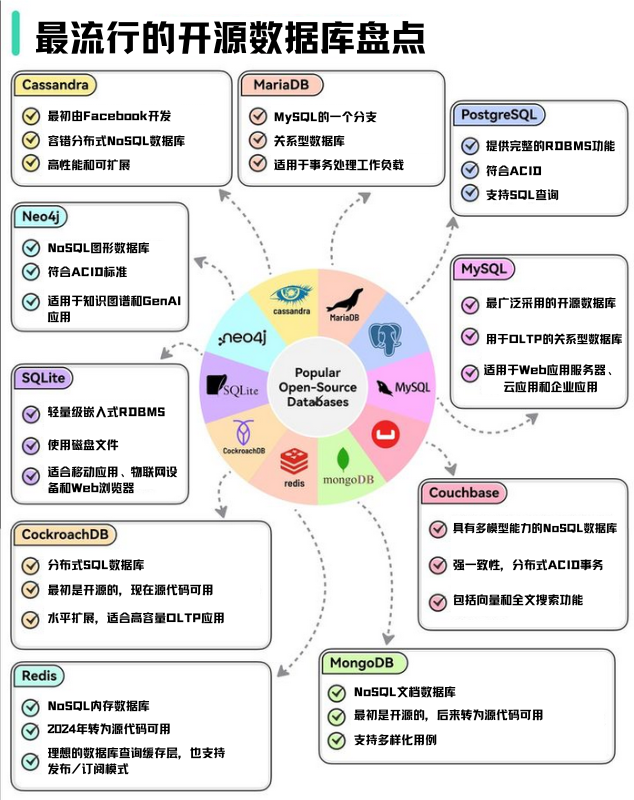 最流行的开源数据库盘点
Cassandra
最初由Facebook开发
容错分布式NoSQL数据库
高性能和可扩展
MariaDB
MySQL的一个分支
关系型数据库
适用于事务处理工作负载
PostgreSQL
提供完整的RDBMS功能
符合ACID
支持SQL查询
Neo4j
NoSQL图形数据库
符合ACID标准
适用于知识图谱和GenAI
应用
MySQL
最广泛采用的开源数据库
用于OLTP的关系型数据库
适用于Web应用服务器、
云应用和企业应用
SQLite
轻量级嵌入式RDBMS
使用磁盘文件
适合移动应用、物联网设
备和Web浏览器
cassandra
MariaDB
:neo4j
MySQL
SQLite
CockroachDB
redis
mongoDB
Popular
Open-Source
Databases
Couchbase
具有多模型能力的NoSQL数据库
强一致性，分布式ACID事务
包括向量和全文搜索功能
CockroachDB
分布式SQL数据库
最初是开源的，现在源代码可用
水平扩展，适合高容量OLTP应用
Redis
NoSQL内存数据库
2024年转为源代码可用
理想的数据库查询缓存层，也支持
发布/订阅模式
MongoDB
NoSQL文档数据库
最初是开源的，后来转为源代码可用
支持多样化用例